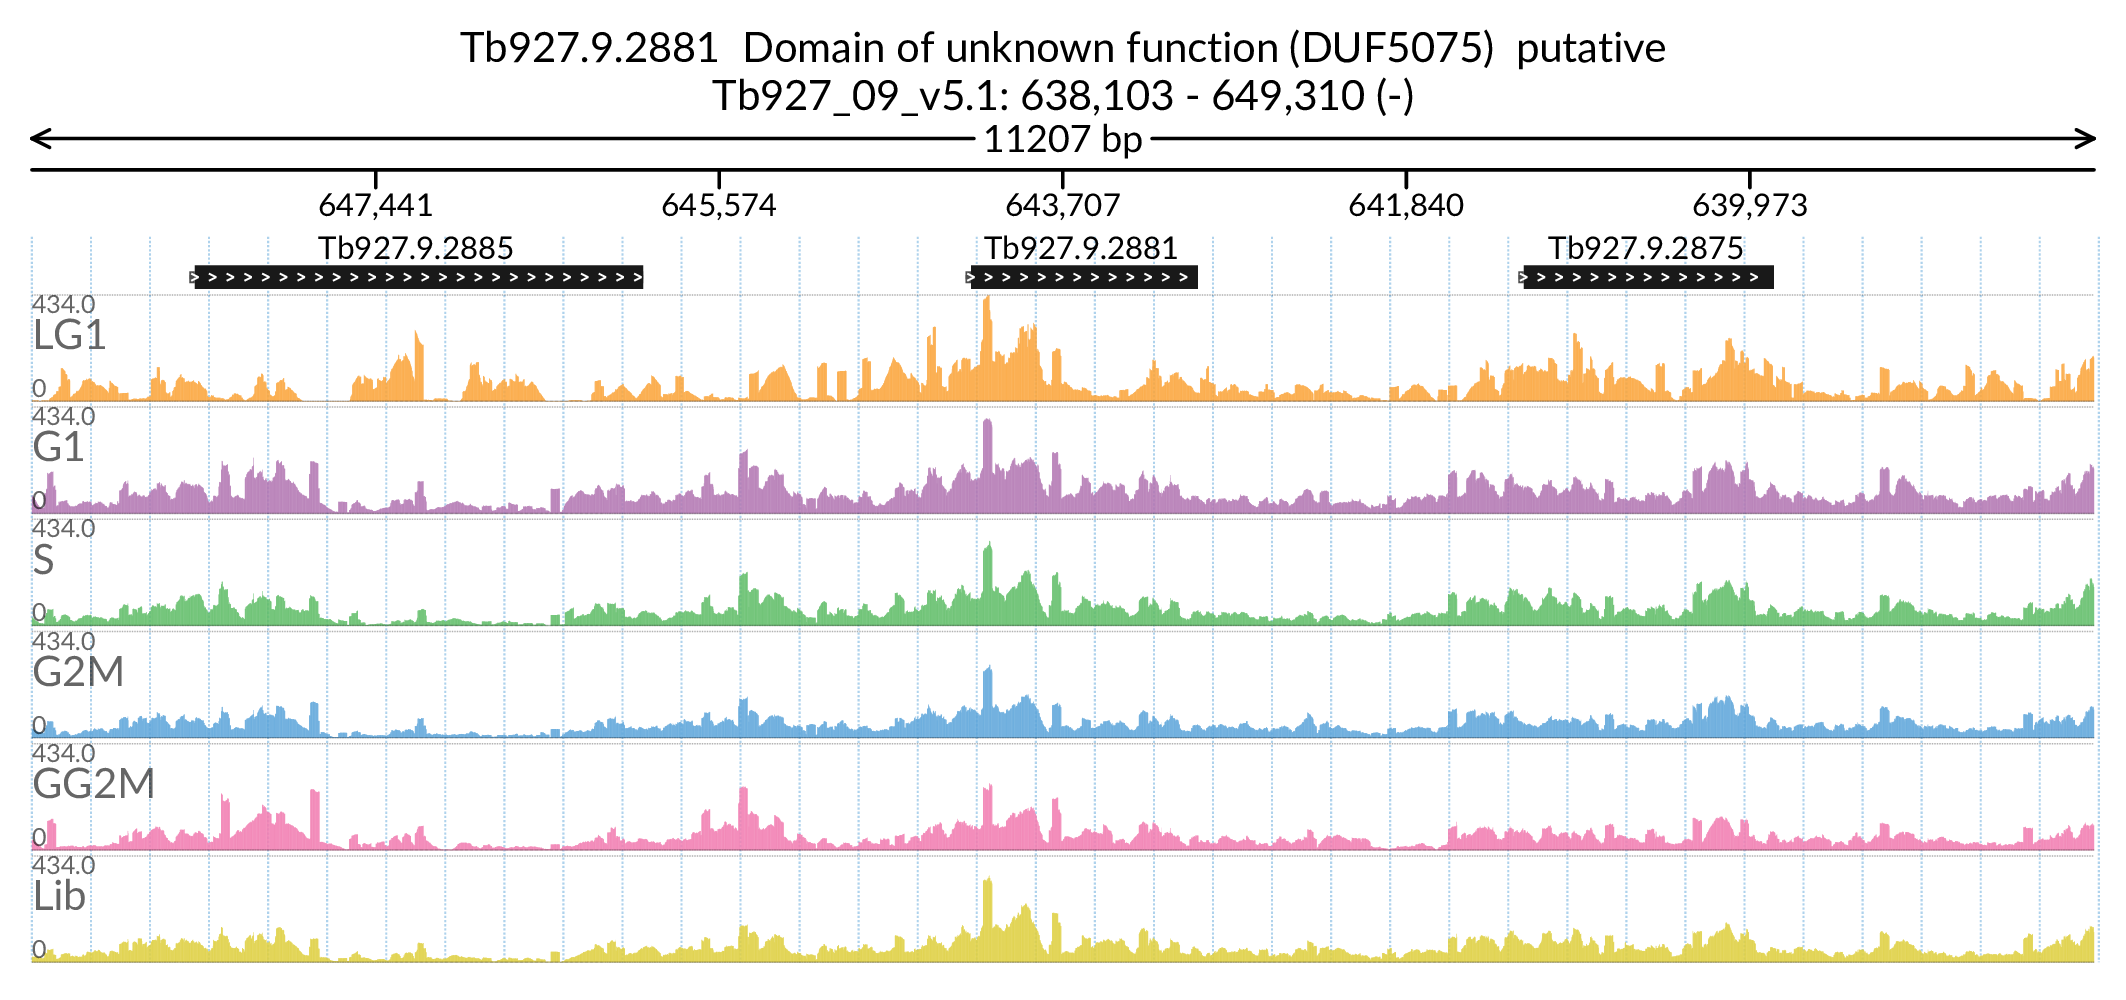 Tb927.9.2881 Domain of unknown function (DUF5075) putative
Tb927_09_v5.1: 638,103 - 649,310 (-)
11207 bp
647,441 645,574 643,707 641,840 639,973
Tb927.9.2885 Tb927.9.2881 Tb927.9.2875
434.0
LG1
0
434.0
G1
0
434.0
S
0
434.0
G2M
0
434.0
GG2M
0
434.0
Lib
0